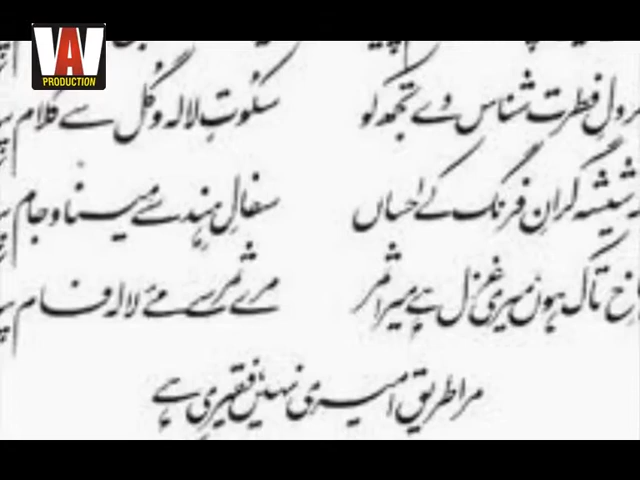 WAV PRODUCTION
دلِ فطرت شناس دے تجھ کو سکوتِ لالہ و گُل سے کلام
شیشہ گرانِ فرنگ کے احساں سفالِ ہند سے مینا و جام
تاک ہوں میری غزل ہے میرا ثمر مرے ثمر سے مئے لالہ فام
مرا طریق امیری نہیں فقیری ہے